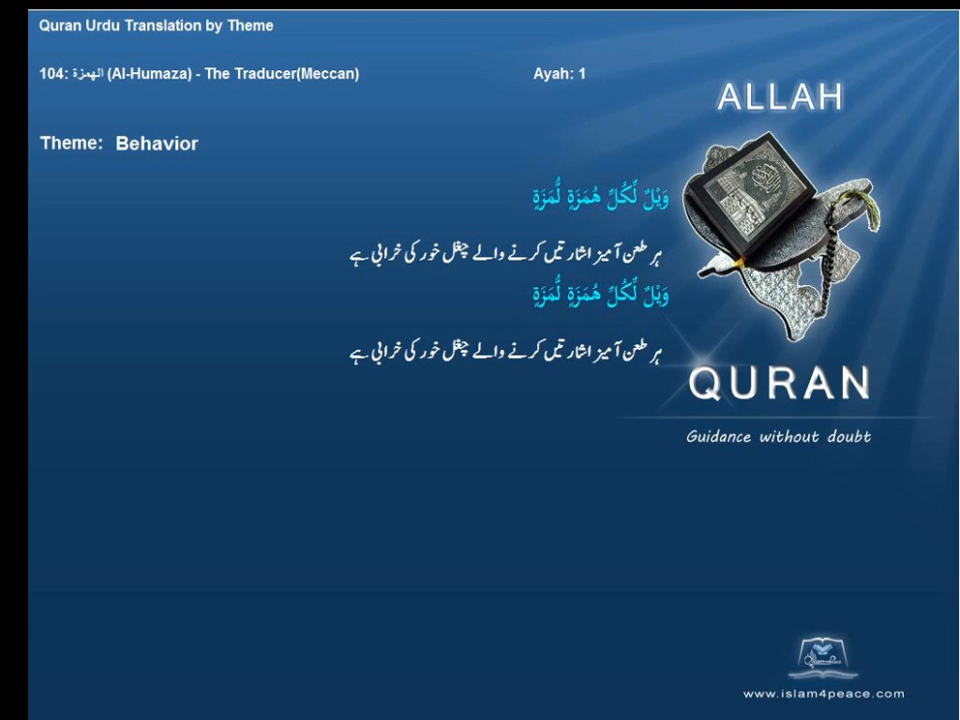 Quran Urdu Translation by Theme
104: الهمزة (Al-Humaza) - The Traducer(Meccan) Ayah: 1
ALLAH
Theme: Behavior
وَيْلٌ لِّكُلِّ هُمَزَةٍ لُّمَزَةٍ
ہر طعن آمیز اشارتیں کرنے والے چغل خور کی خرابی ہے
وَيْلٌ لِّكُلِّ هُمَزَةٍ لُّمَزَةٍ
ہر طعن آمیز اشارتیں کرنے والے چغل خور کی خرابی ہے
QURAN
Guidance without doubt
www.islam4peace.com